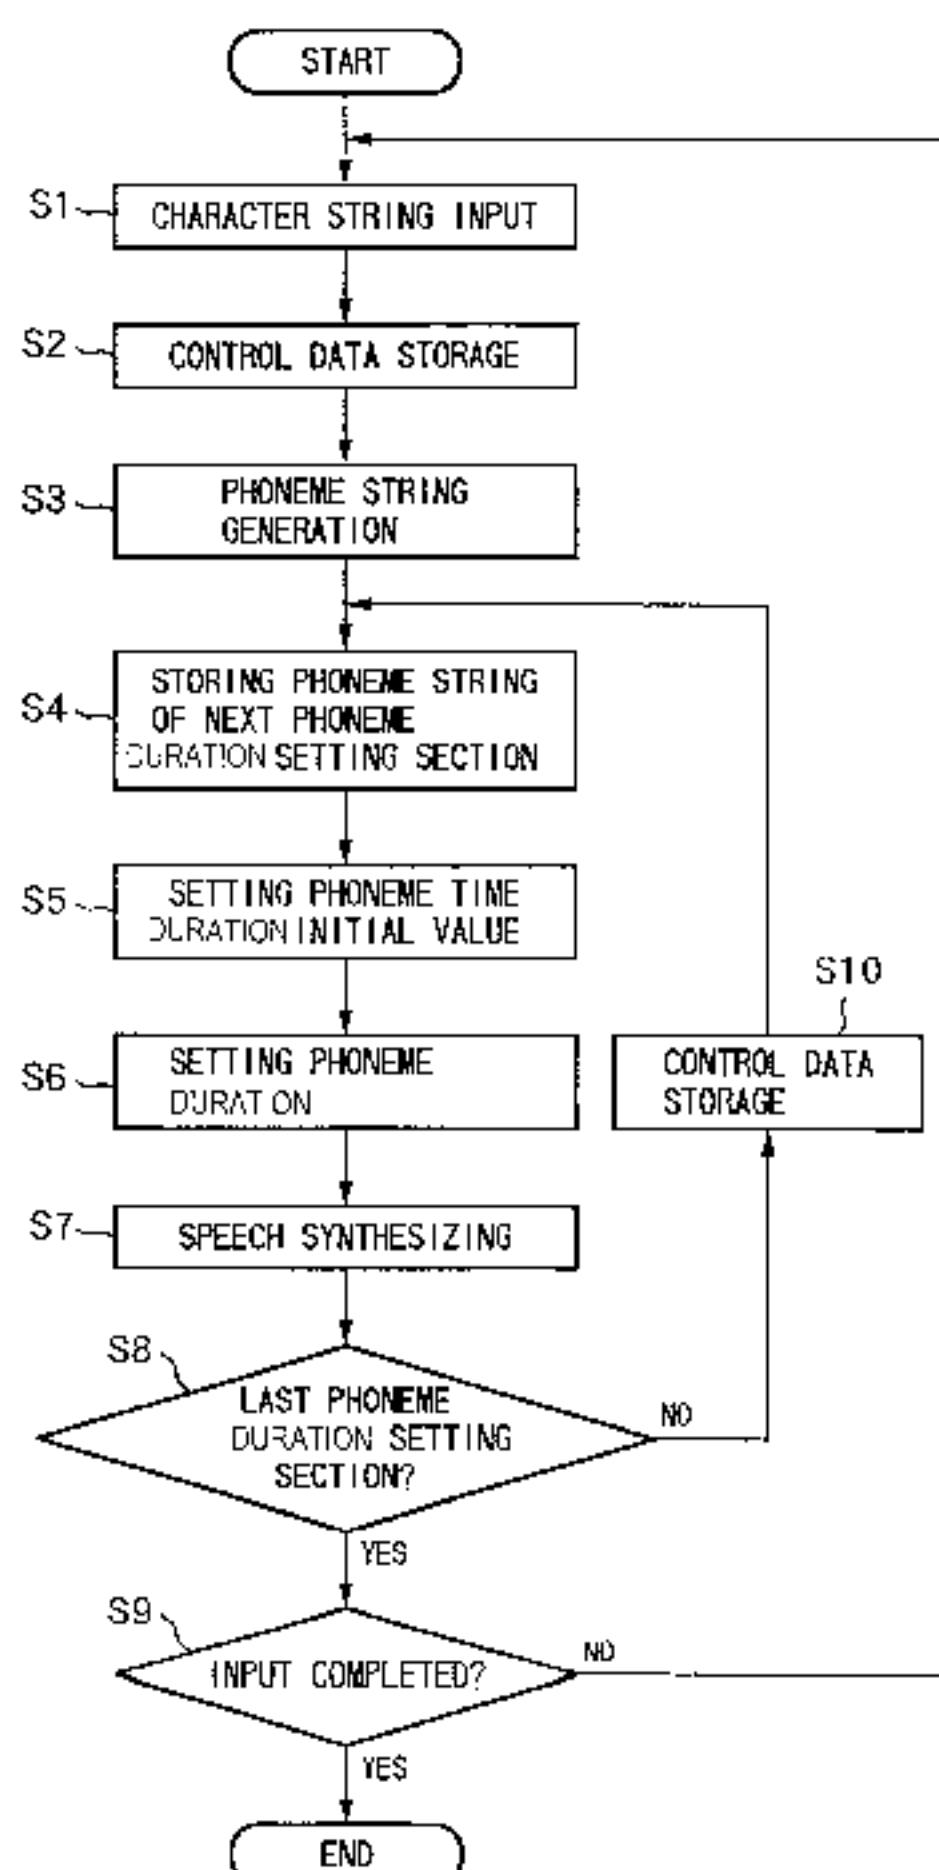 START
S1
CHARACTER STRING INPUT
S2
CONTROL DATA STORAGE
S3
PHONEME STRING
GENERATION
S4
STORING PHONEME STRING
OF NEXT PHONEME
DURATION SETTING SECTION
S5
SETTING PHONEME TIME
DURATION INITIAL VALUE
S10
S6
SETTING PHONEME
DURATION
CONTROL DATA
STORAGE
S7
SPEECH SYNTHESIZING
S8
LAST PHONEME
DURATION SETTING
SECTION?
NO
YES
S9
INPUT COMPLETED?
NO
YES
END